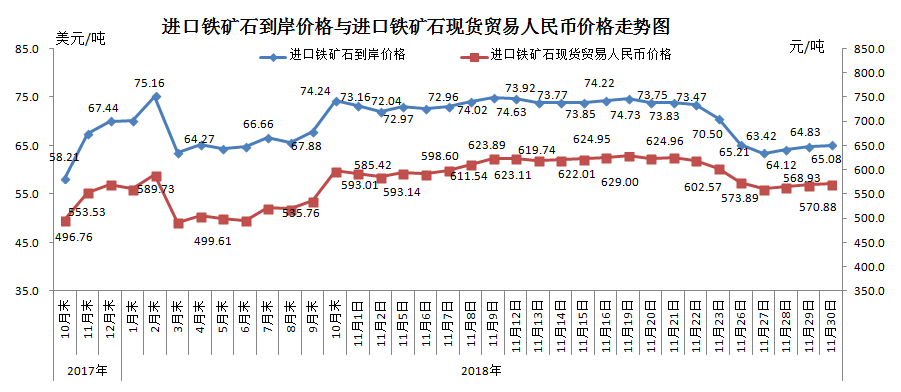 进口铁矿石到岸价格与进口铁矿石现货贸易人民币价格走势图
美元/吨
元/吨
进口铁矿石到岸价格
进口铁矿石现货贸易人民币价格
85.0
75.0
65.0
55.0
45.0
35.0
850.0
800.0
750.0
700.0
650.0
600.0
550.0
500.0
450.0
400.0
350.0
58.21
67.44
75.16
64.27
66.66
67.88
74.24
73.16
72.04
72.97
72.96
74.02
74.63
73.92
73.77
73.85
74.22
74.73
73.75
73.83
73.47
70.50
65.21
63.42
64.12
64.83
65.08
496.76
553.53
589.73
499.61
535.76
593.01
585.42
593.14
598.60
611.54
623.89
623.11
619.74
622.01
624.95
629.00
624.96
602.57
573.89
568.93
570.88
10月末
11月末
12月末
1月末
2月末
3月末
4月末
5月末
6月末
7月末
8月末
9月末
10月末
11月1日
11月2日
11月5日
11月6日
11月7日
11月8日
11月9日
11月12日
11月13日
11月14日
11月15日
11月16日
11月19日
11月20日
11月21日
11月22日
11月23日
11月26日
11月27日
11月28日
11月29日
11月30日
2017年
2018年